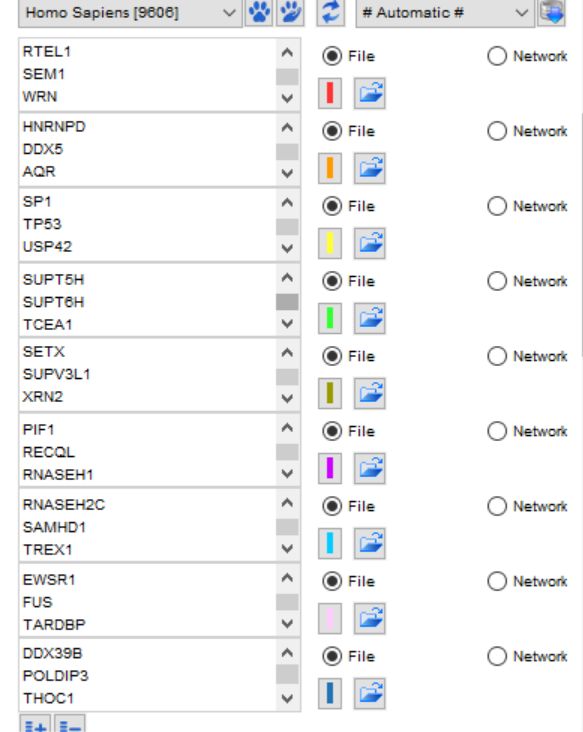 Homo Sapiens [9606] # Automatic #
RTEL1
SEM1
WRN
File Network
HNRNPD
DDX5
AQR
File Network
SP1
TP53
USP42
File Network
SUPT5H
SUPT6H
TCEA1
File Network
SETX
SUPV3L1
XRN2
File Network
PIF1
RECQL
RNASEH1
File Network
RNASEH2C
SAMHD1
TREX1
File Network
EWSR1
FUS
TARDBP
File Network
DDX39B
POLDIP3
THOC1
File Network